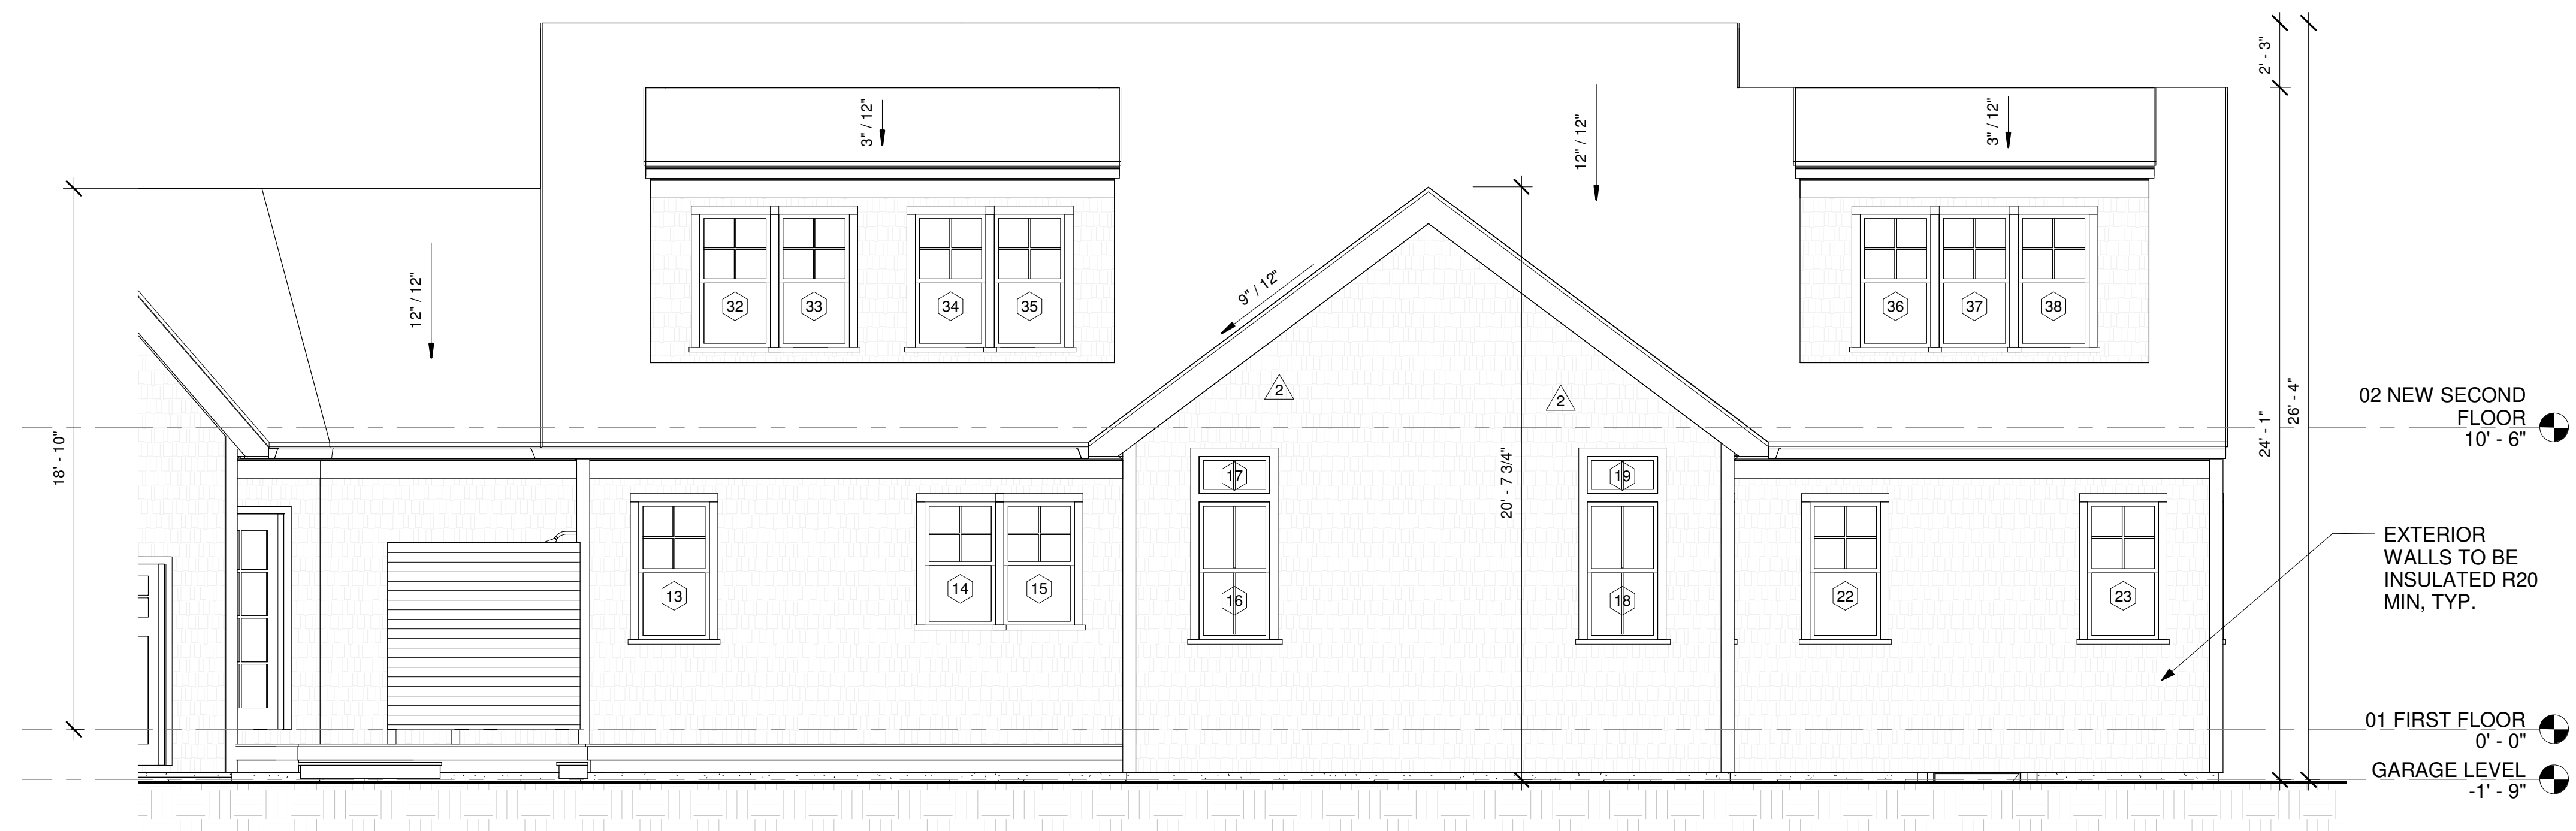 2' - 3"
3" / 12"
12" / 12"
3" / 12"
32
33
34
35
36
37
38
12" / 12"
9" / 12"
2
2
02 NEW SECOND
FLOOR
10' - 6"
18' - 10"
24' - 1"
26' - 4"
20' - 7 3/4"
17
19
13
14
15
16
18
22
23
EXTERIOR
WALLS TO BE
INSULATED R20
MIN, TYP.
01 FIRST FLOOR
0' - 0"
GARAGE LEVEL
-1' - 9"